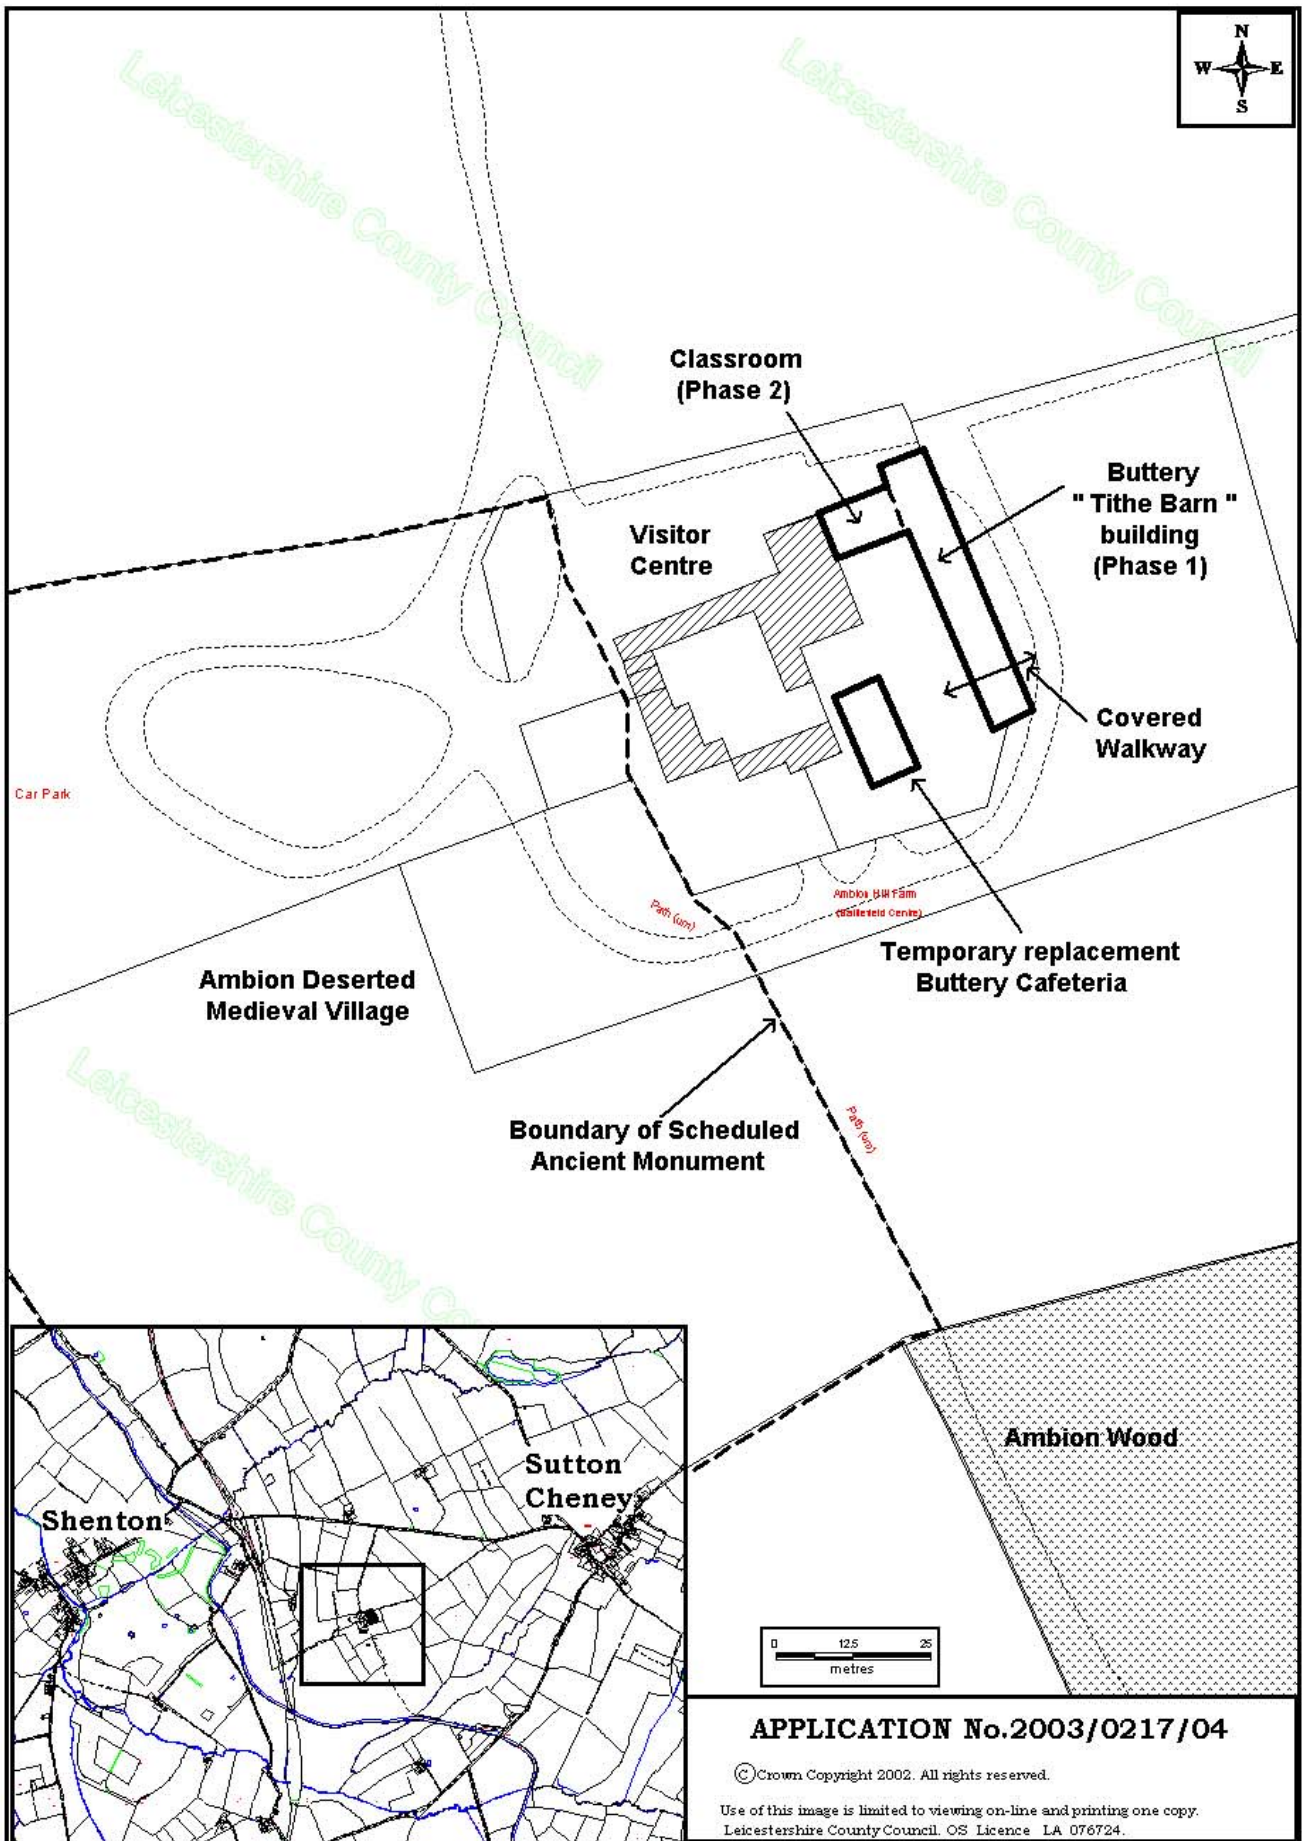 N
W E
S
Leicestershire County Council
Leicestershire County Council
Classroom
(Phase 2)
Buttery
" Tithe Barn "
building
(Phase 1)
Visitor
Centre
Covered
Walkway
Car Park
Ambion Hill Farm
(Battlefield Centre)
Path (um)
Temporary replacement
Buttery Cafeteria
Ambion Deserted
Medieval Village
Leicestershire County Co
Boundary of Scheduled
Ancient Monument
Path (um)
Ambion Wood
Sutton
Cheney
Shenton
0 12.5 25
metres
APPLICATION No.2003/0217/04
©Crown Copyright 2002. All rights reserved.
Use of this image is limited to viewing on-line and printing one copy.
Leicestershire County Council. OS Licence LA 076724.